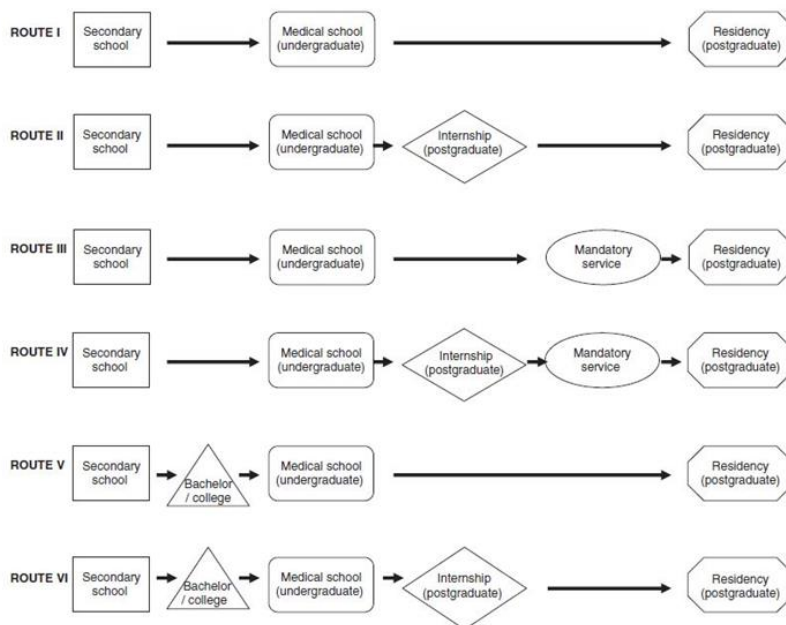 ROUTE I
Secondary
school
Medical school
(undergraduate)
Residency
(postgraduate)
ROUTE II
Secondary
school
Medical school
(undergraduate)
Internship
(postgraduate)
Residency
(postgraduate)
ROUTE III
Secondary
school
Medical school
(undergraduate)
Mandatory
service
Residency
(postgraduate)
ROUTE IV
Secondary
school
Medical school
(undergraduate)
Internship
(postgraduate)
Mandatory
service
Residency
(postgraduate)
ROUTE V
Secondary
school
Bachelor
/ college
Medical school
(undergraduate)
Residency
(postgraduate)
ROUTE VI
Secondary
school
Bachelor
/ college
Medical school
(undergraduate)
Internship
(postgraduate)
Residency
(postgraduate)